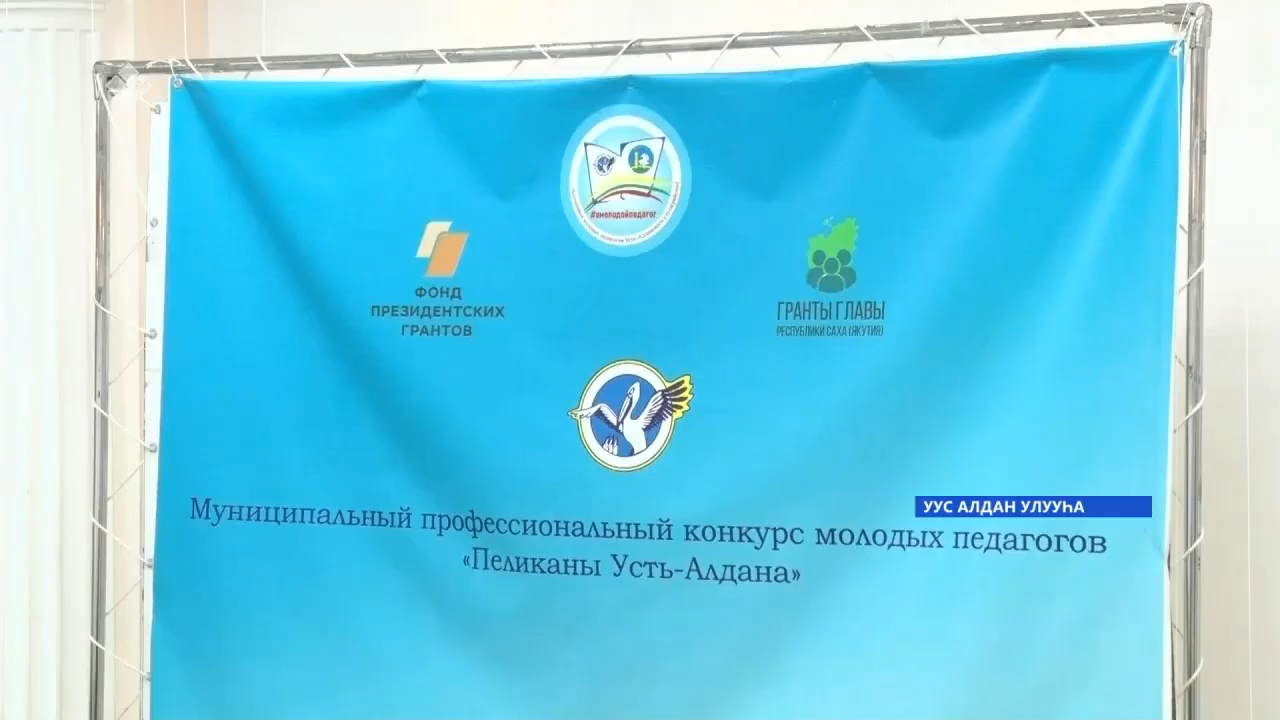 #ямолодойпедагог
ФОНД
ПРЕЗИДЕНТСКИХ
ГРАНТОВ
ГРАНТЫ ГЛАВЫ
РЕСПУБЛИКИ САХА (ЯКУТИЯ)
УУС АЛДАН УЛУУҺА
Муниципальный профессиональный конкурс молодых педагогов
«Пеликаны Усть-Алдана»